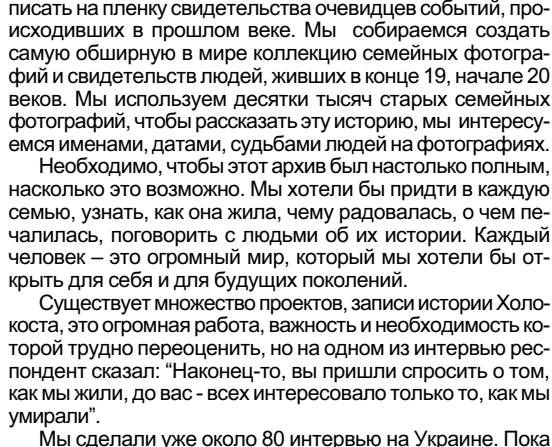 писать на пленку свидетельства очевидцев событий, про-
исходивших в прошлом веке. Мы собираемся создать
самую обширную в мире коллекцию семейных фотогра-
фий и свидетельств людей, живших в конце 19, начале 20
веков. Мы используем десятки тысяч старых семейных
фотографий, чтобы рассказать эту историю, мы интересу-
емся именами, датами, судьбами людей на фотографиях.
Необходимо, чтобы этот архив был настолько полным,
насколько это возможно. Мы хотели бы придти в каждую
семью, узнать, как она жила, чему радовалась, о чем пе-
чалилась, поговорить с людьми об их истории. Каждый
человек – это огромный мир, который мы хотели бы от-
крыть для себя и для будущих поколений.
Существует множество проектов, записи истории Холо-
коста, это огромная работа, важность и необходимость ко-
торой трудно переоценить, но на одном из интервью рес-
пондент сказал: “Наконец-то, вы пришли спросить о том,
как мы жили, до вас - всех интересовало только то, как мы
умирали”.
Мы сделали уже около 80 интервью на Украине. Пока